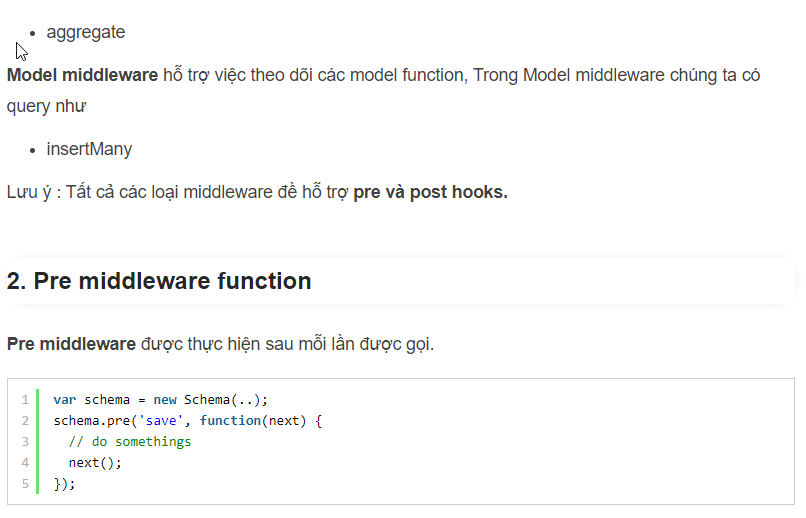 aggregate
Model middleware hỗ trợ việc theo dõi các model function, Trong Model middleware chúng ta có
query như
insertMany
Lưu ý : Tất cả các loại middleware đề hỗ trợ pre và post hooks.
2. Pre middleware function
Pre middleware được thực hiện sau mỗi lần được gọi.
1 var schema = new Schema(..);
2 schema.pre('save', function(next) {
3 // do somethings
4 next();
5 });